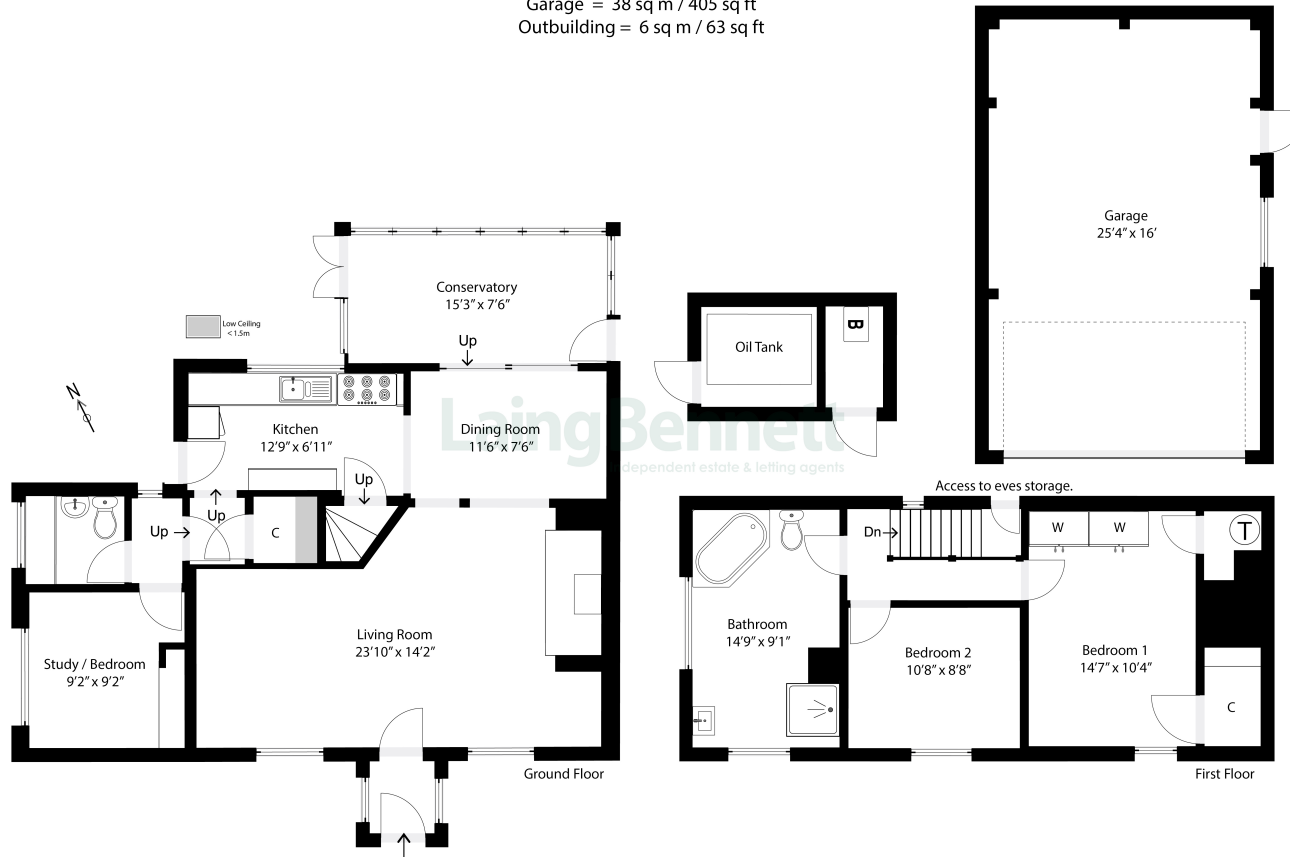 Garage = 38 sq m / 405 sq ft
Outbuilding = 6 sq m / 63 sq ft
Garage
25'4" x 16'
Conservatory
15'3" x 7'6"
Low Ceiling
< 1.5m
Up
B
Oil Tank
N
LaingBennett
independent estate & letting agents
Kitchen
12'9" x 6'11"
Dining Room
11'6" x 7'6"
Up
Up
Up
C
Access to eves storage.
Dn
W
W
T
Living Room
23'10" x 14'2"
Study / Bedroom
9'2" x 9'2"
Bathroom
14'9" x 9'1"
Bedroom 2
10'8" x 8'8"
Bedroom 1
14'7" x 10'4"
C
Ground Floor
First Floor